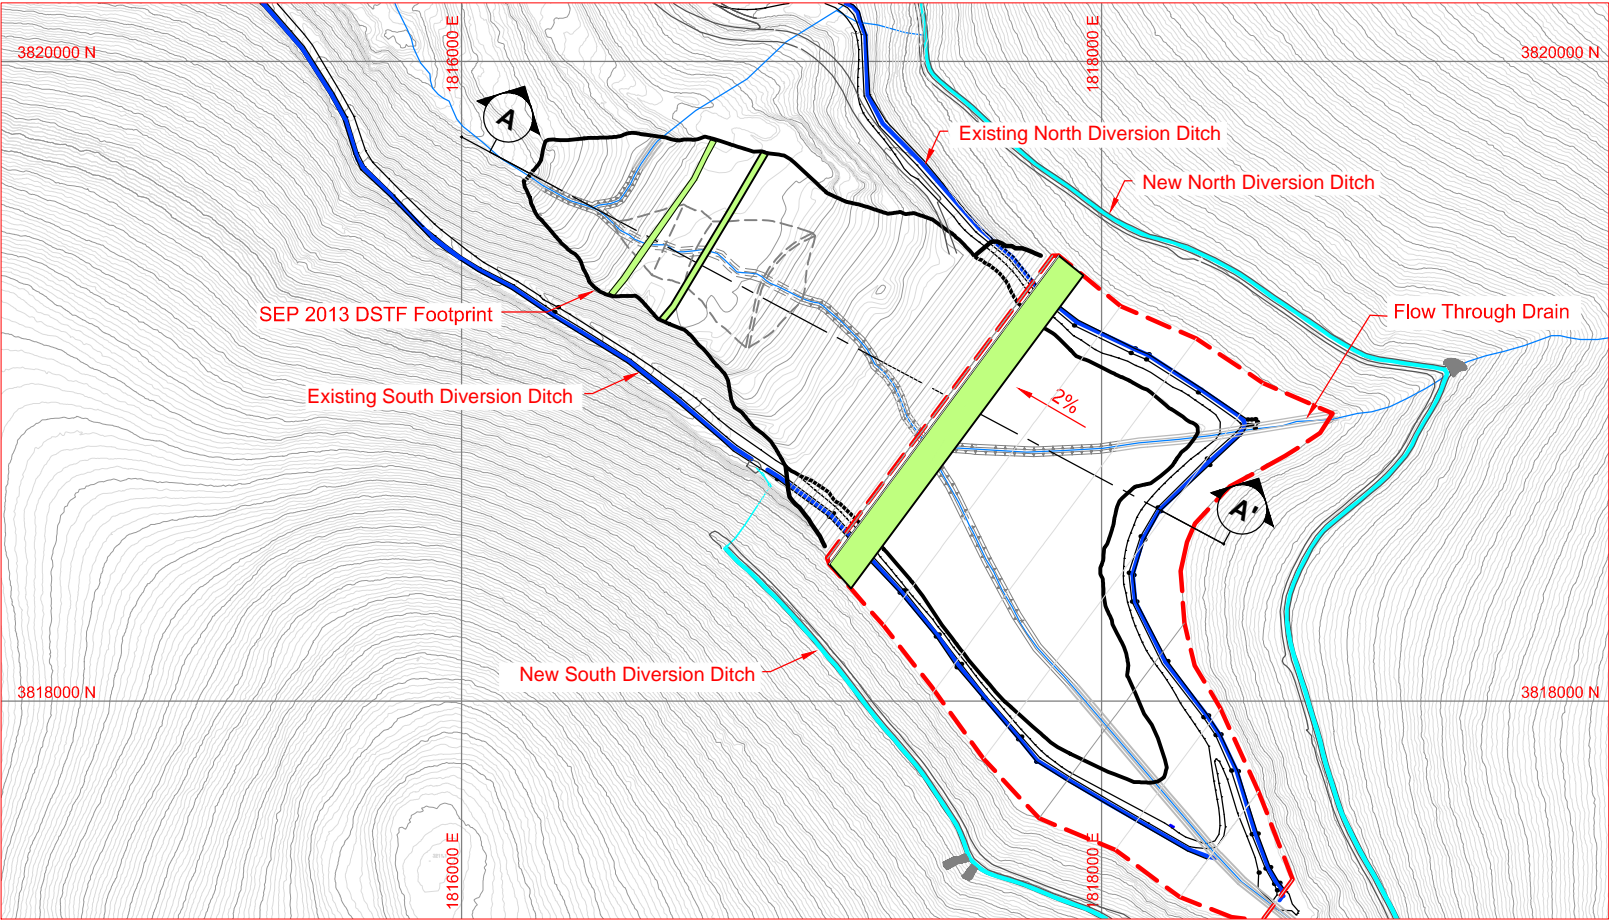 3820000 N
1816000 E
1818000 E
3820000 N
A
Existing North Diversion Ditch
New North Diversion Ditch
SEP 2013 DSTF Footprint
Flow Through Drain
Existing South Diversion Ditch
2%
A'
New South Diversion Ditch
3818000 N
3818000 N
1816000 E
1818000 E